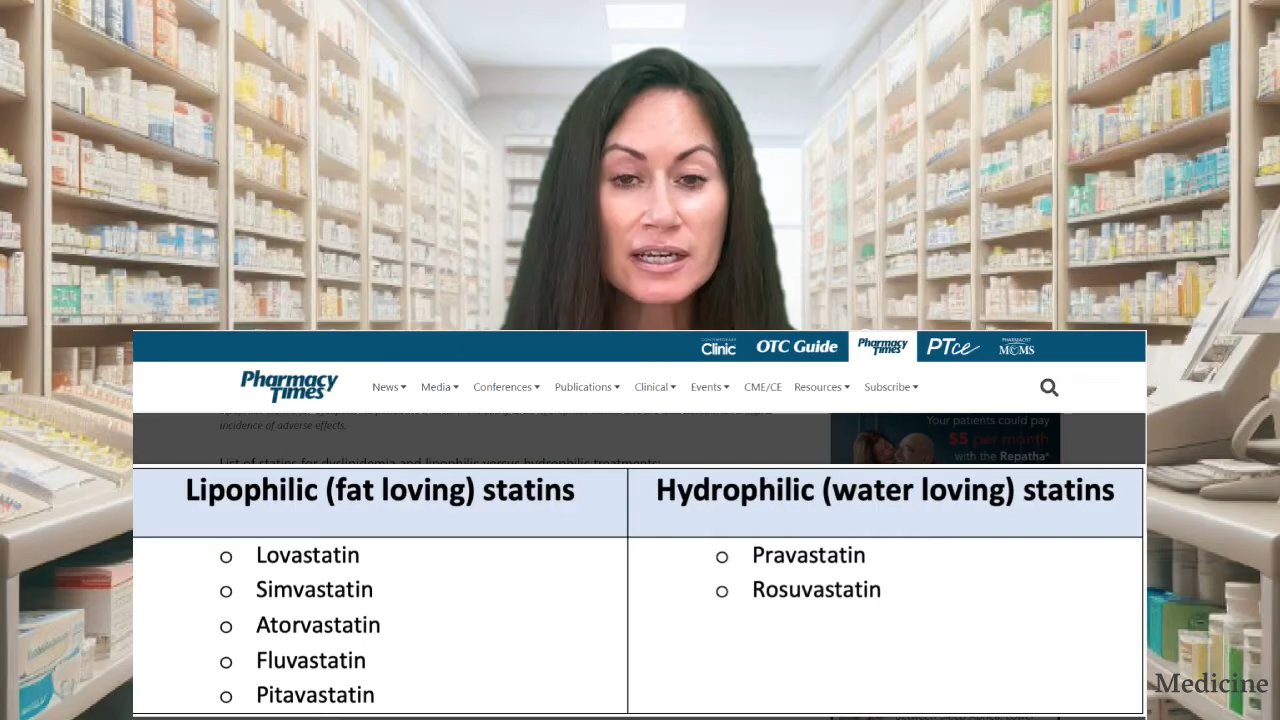 CONTEMPORARY Clinic OTC Guide Pharmacy Times PTce PHARMACIST MOMS
Pharmacy Times
News Media Conferences Publications Clinical Events CME/CE Resources Subscribe
incidence of adverse effects.
Your patients could pay
$5 per month
with the Repatha®
List of statins for dyslipidemia and lipophilic versus hydrophilic treatments:
Lipophilic (fat loving) statins
Hydrophilic (water loving) statins
Lovastatin
Simvastatin
Atorvastatin
Fluvastatin
Pitavastatin
Pravastatin
Rosuvastatin
Medicine